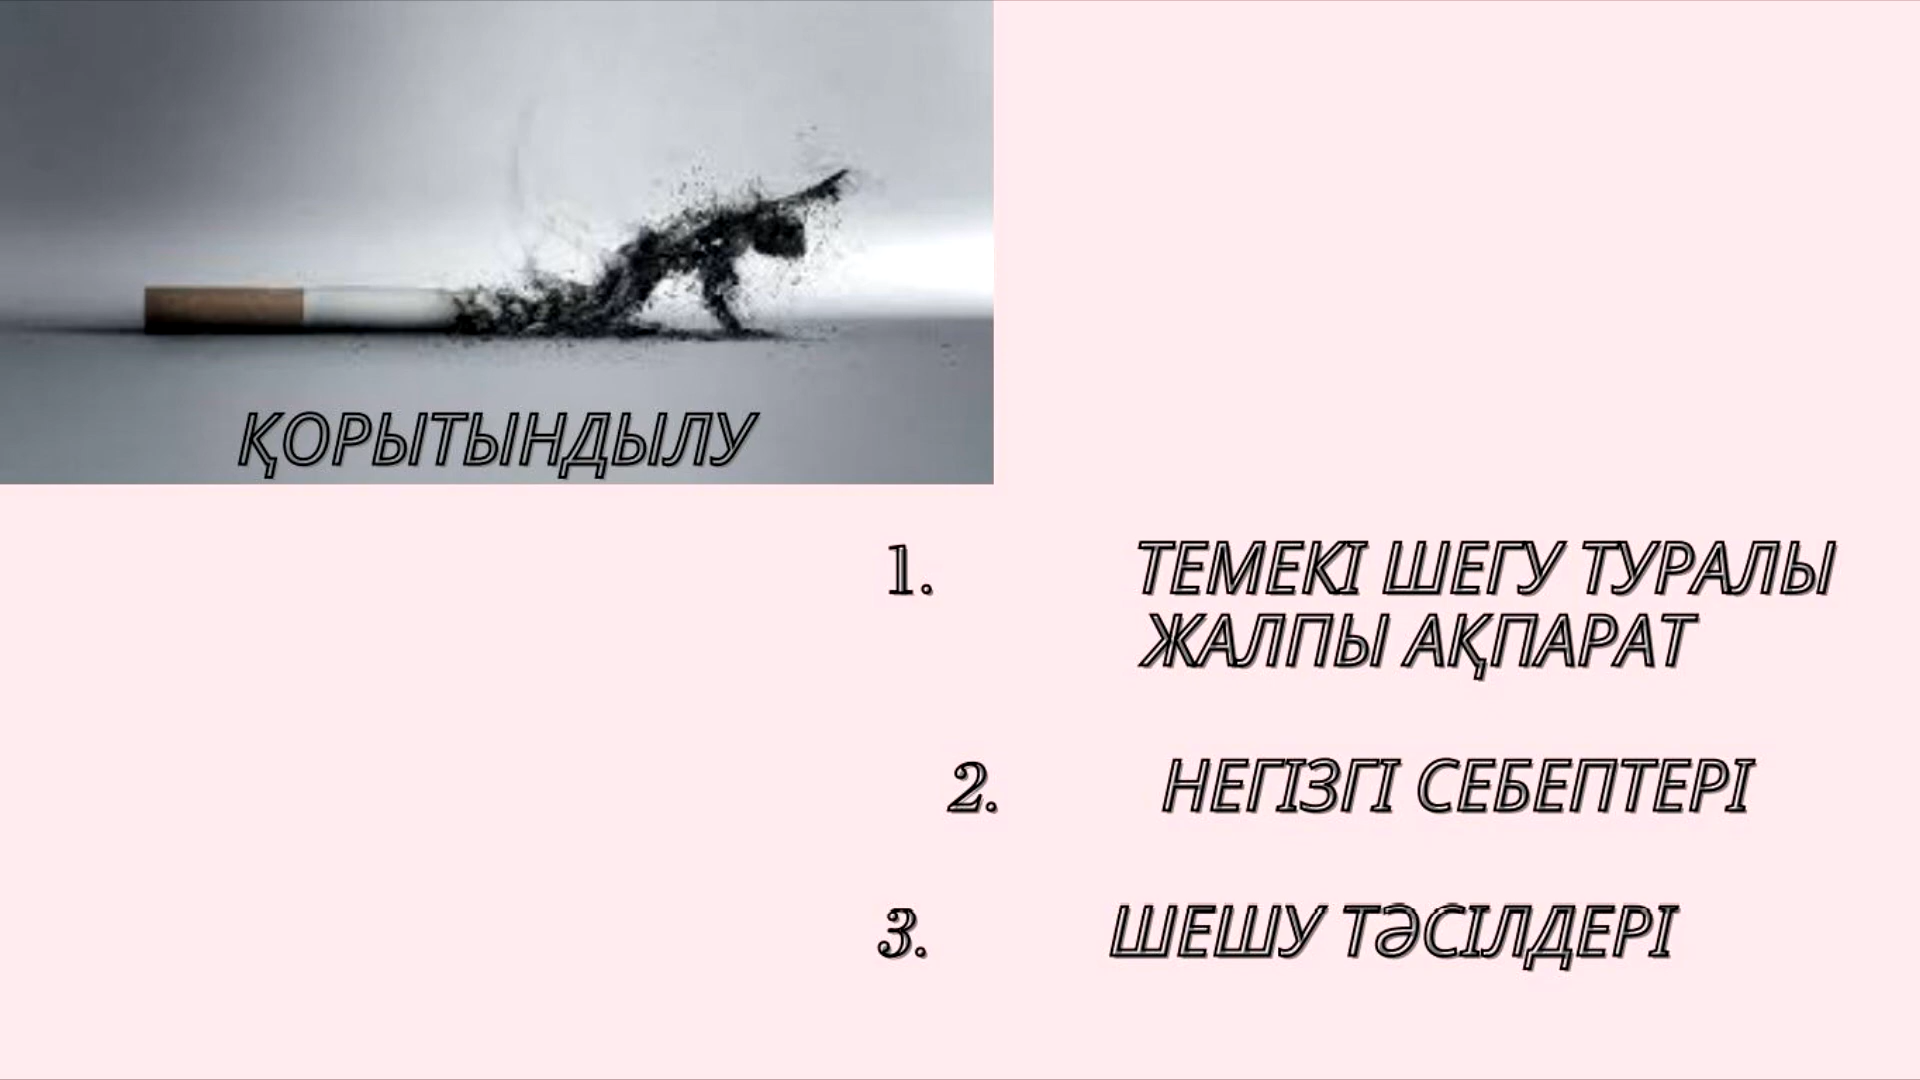 ҚОРЫТЫНДЫЛУ
1. ТЕМЕКІ ШЕГУ ТУРАЛЫ
ЖАЛПЫ АҚПАРАТ
2. НЕГІЗГІ СЕБЕПТЕРІ
3. ШЕШУ ТӘСІЛДЕРІ